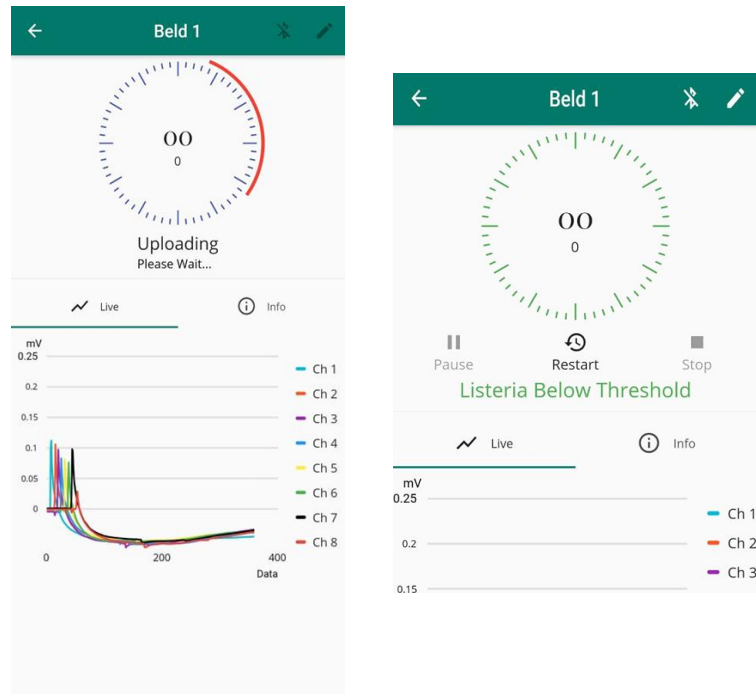 Beld 1
00
0
Uploading
Please Wait...
Live
Info
mV
0.25
0.2
0.15
0.1
0.05
0
0
200
400
Data
Ch 1
Ch 2
Ch 3
Ch 4
Ch 5
Ch 6
Ch 7
Ch 8
Beld 1
00
0
Pause
Restart
Stop
Listeria Below Threshold
Live
Info
mV
0.25
0.2
0.15
Ch 1
Ch 2
Ch 3